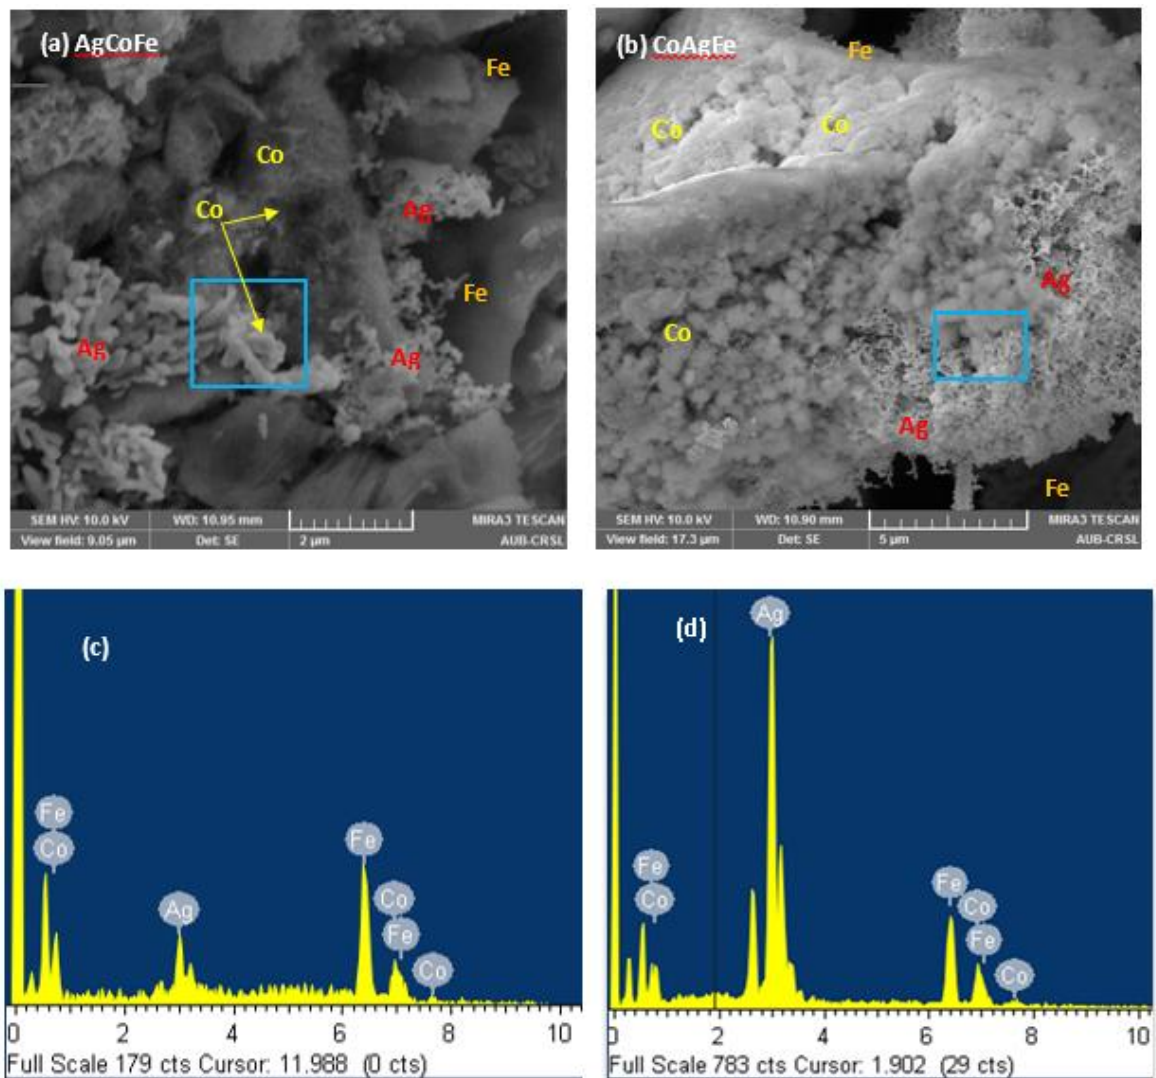 (a) AgCoFe
Fe
Co
Co
Ag
Fe
Ag
Ag
SEM HV: 10.0 kV WD: 10.95 mm MIRA3 TESCAN
View field: 9.05 µm Det: SE 2 µm AUB-CRSL
(b) CoAgFe
Fe
Co
Co
Ag
Co
Ag
Fe
SEM HV: 10.0 kV WD: 10.90 mm MIRA3 TESCAN
View field: 17.3 µm Det: SE 5 µm AUB-CRSL
(c)
Fe
Co
Ag
Fe
Co
Fe
Co
0 2 4 6 8 10
Full Scale 179 cts Cursor: 11.988 (0 cts)
(d)
Ag
Fe
Co
Fe
Co
Fe
Co
0 2 4 6 8 10
Full Scale 783 cts Cursor: 1.902 (29 cts)